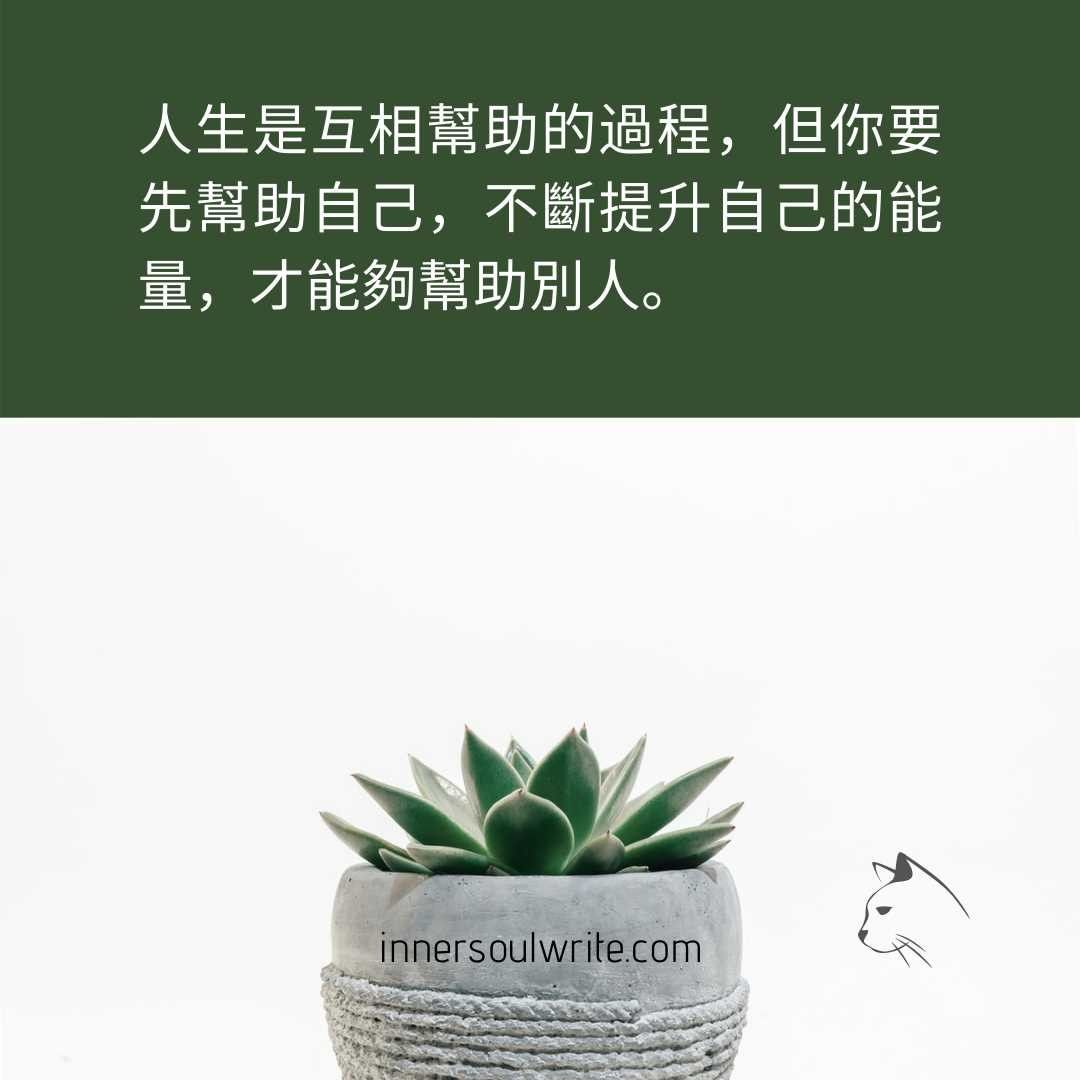 人生是互相幫助的過程，但你要
先幫助自己，不斷提升自己的能
量，才能夠幫助別人。
innersoulwrite.com